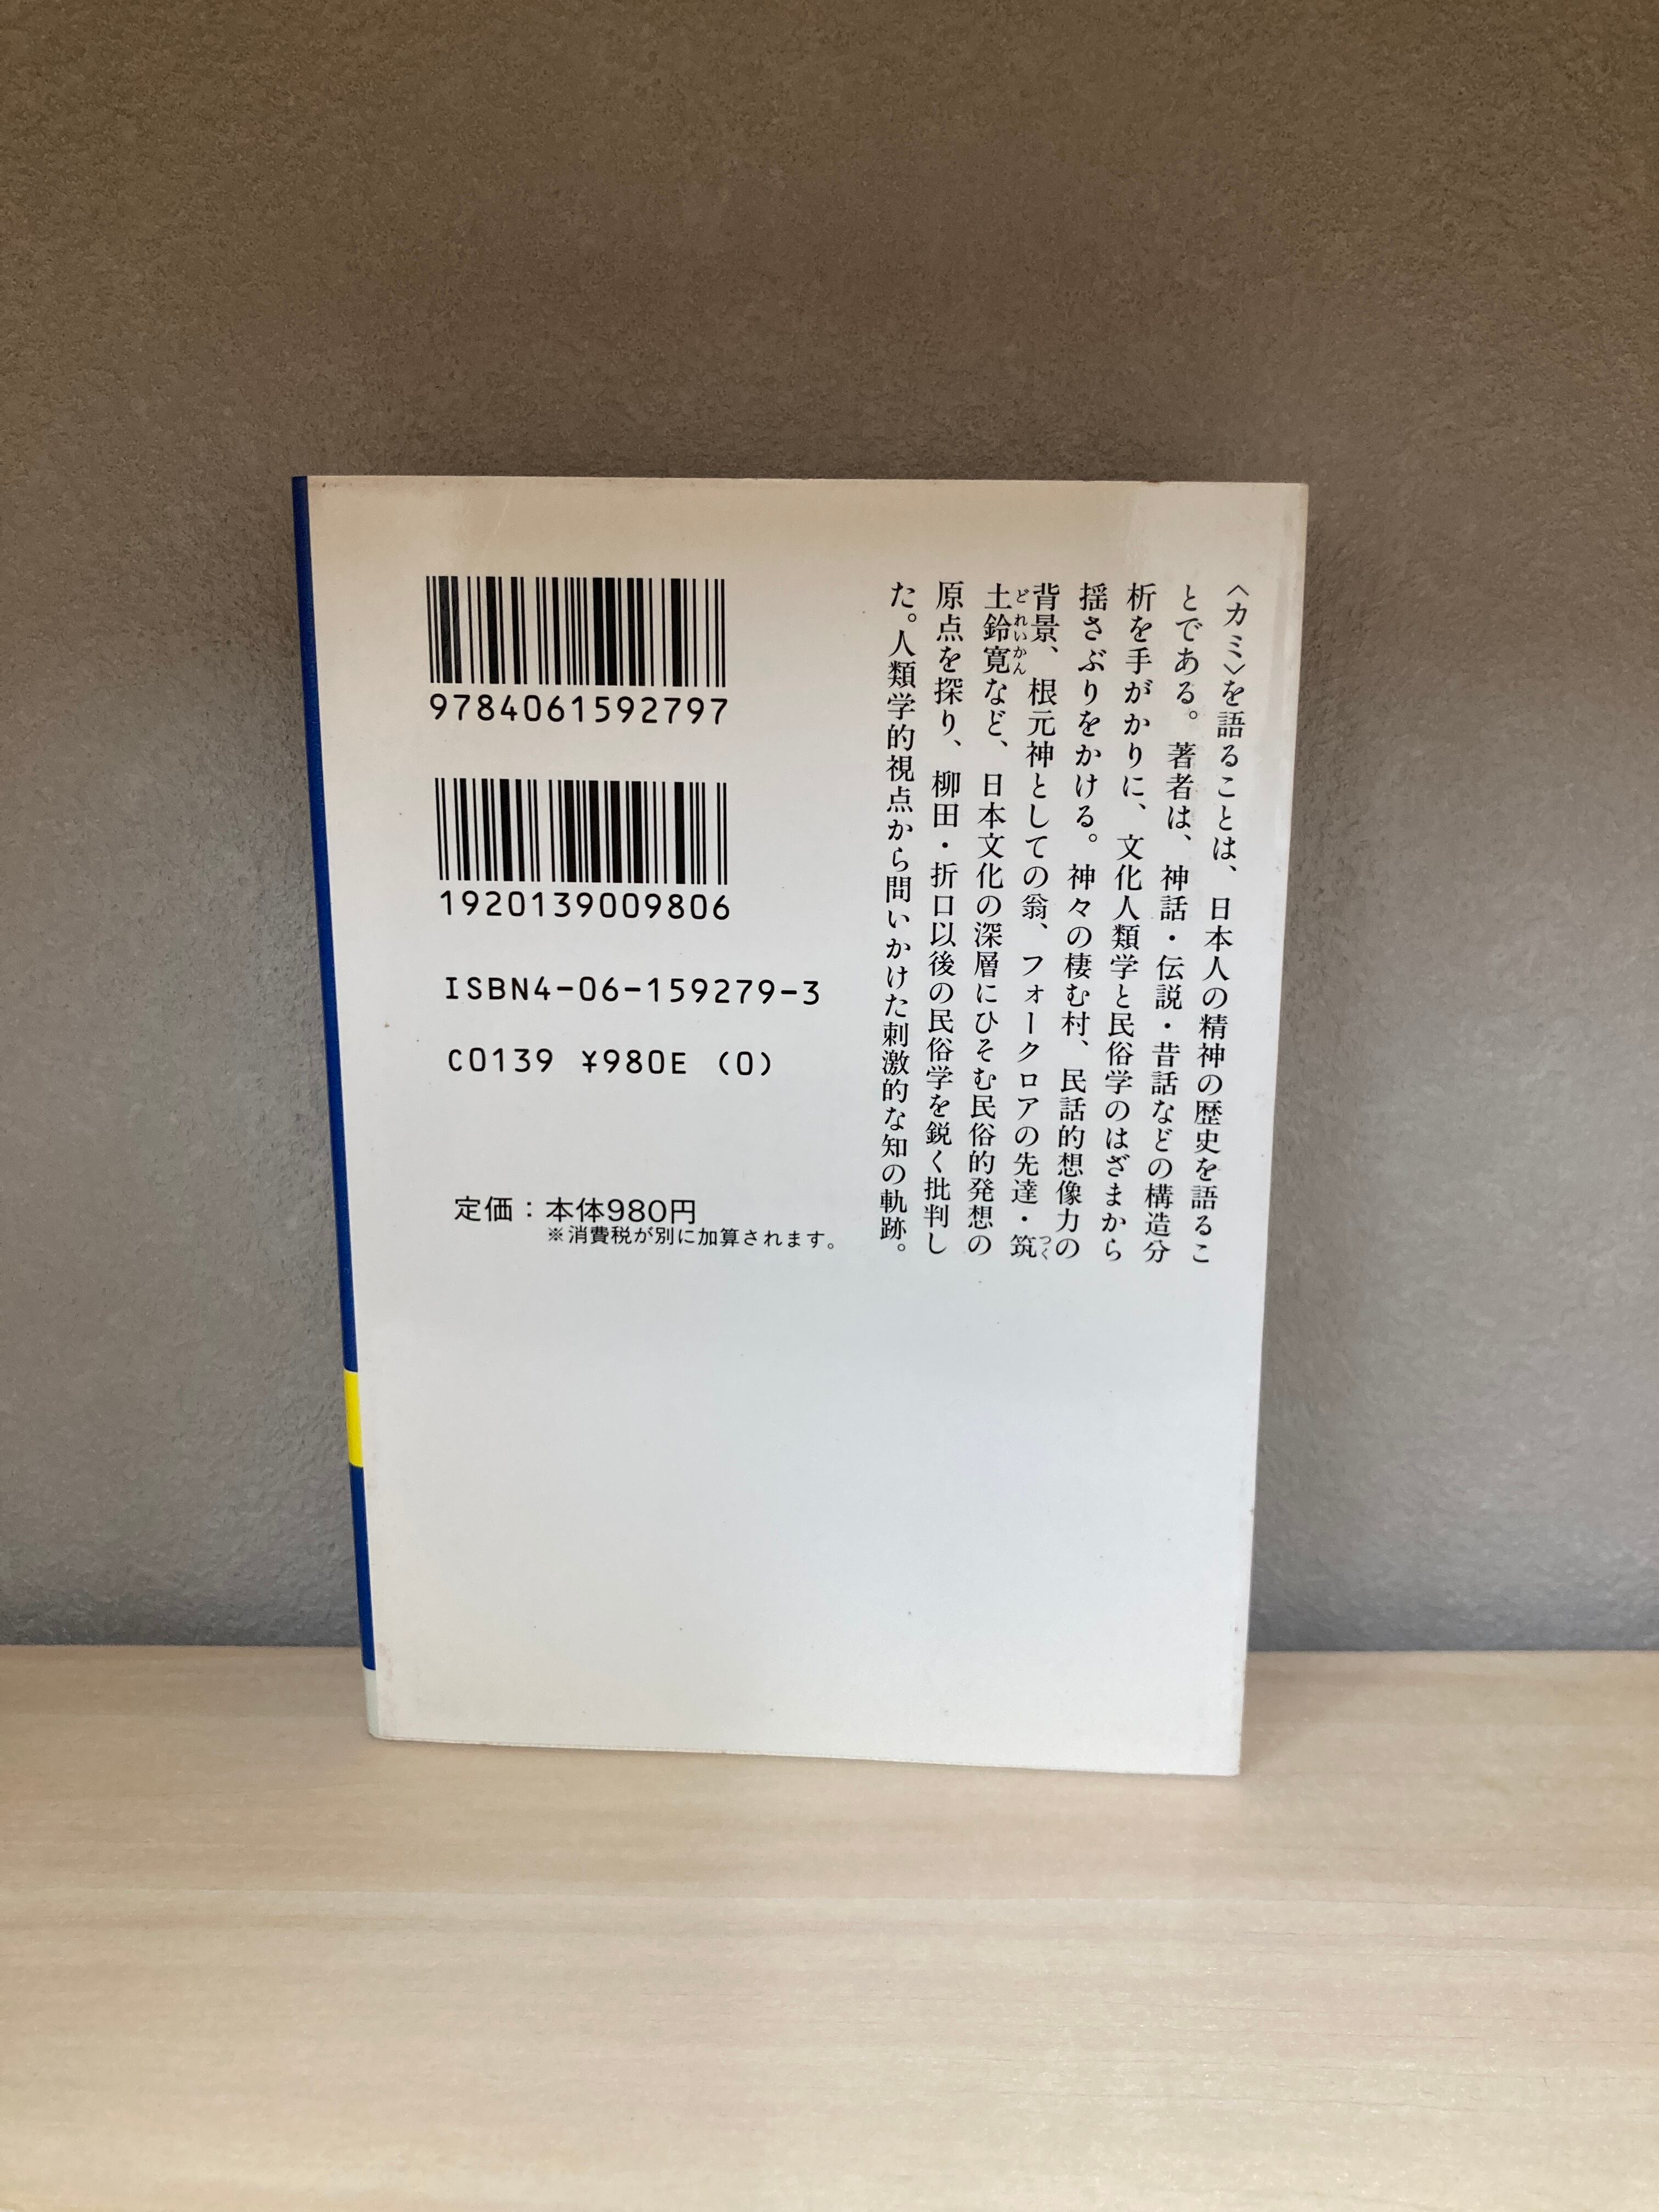 〈カミ〉を語ることは、日本人の精神の歴史を語るこ
とである。著者は、神話・伝説・昔話などの構造分
析を手がかりに、文化人類学と民俗学のはざまから
揺さぶりをかける。神々の棲む村、民話的想像力の
背景、根元神としての翁、フォークロアの先達・筑
つく
土鈴寛など、日本文化の深層にひそむ民俗的発想の
どれいかん
原点を探り、柳田・折口以後の民俗学を鋭く批判し
た。人類学的視点から問いかけた刺激的な知の軌跡。
9784061592797
1920139009806
ISBN4-06-159279-3
C0139 ¥980E (0)
定価：本体980円
※消費税が別に加算されます。